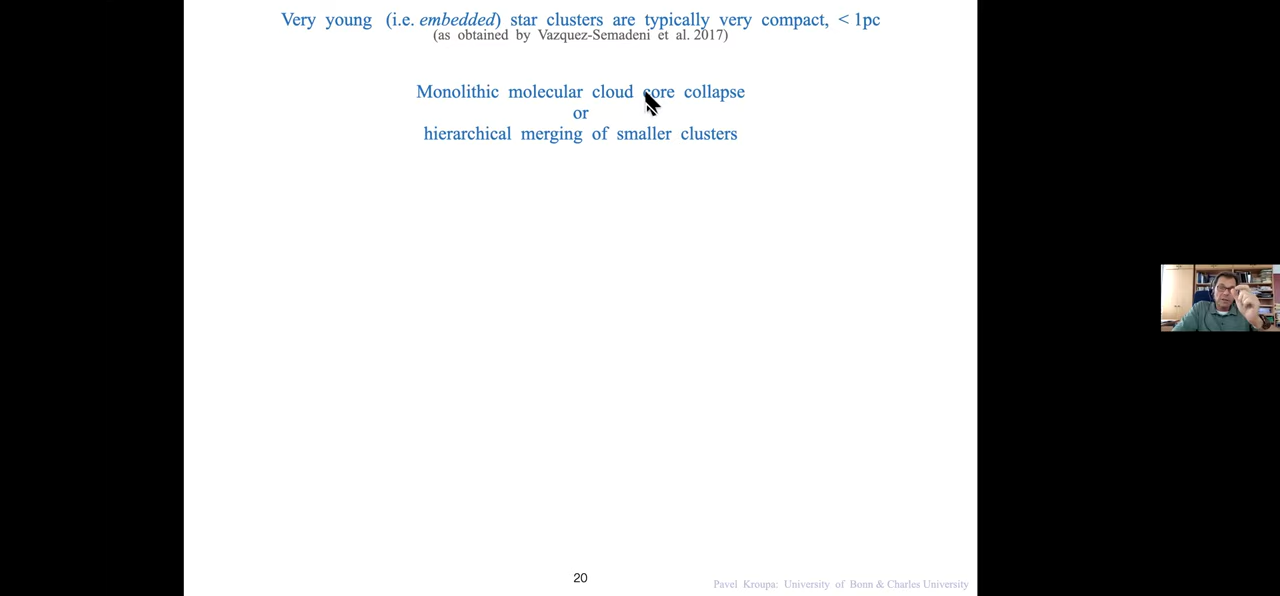 Very young (i.e. embedded) star clusters are typically very compact, < 1pc
(as obtained by Vazquez-Semadeni et al. 2017)
Monolithic molecular cloud core collapse
or
hierarchical merging of smaller clusters
20
Pavel Kroupa: University of Bonn & Charles University